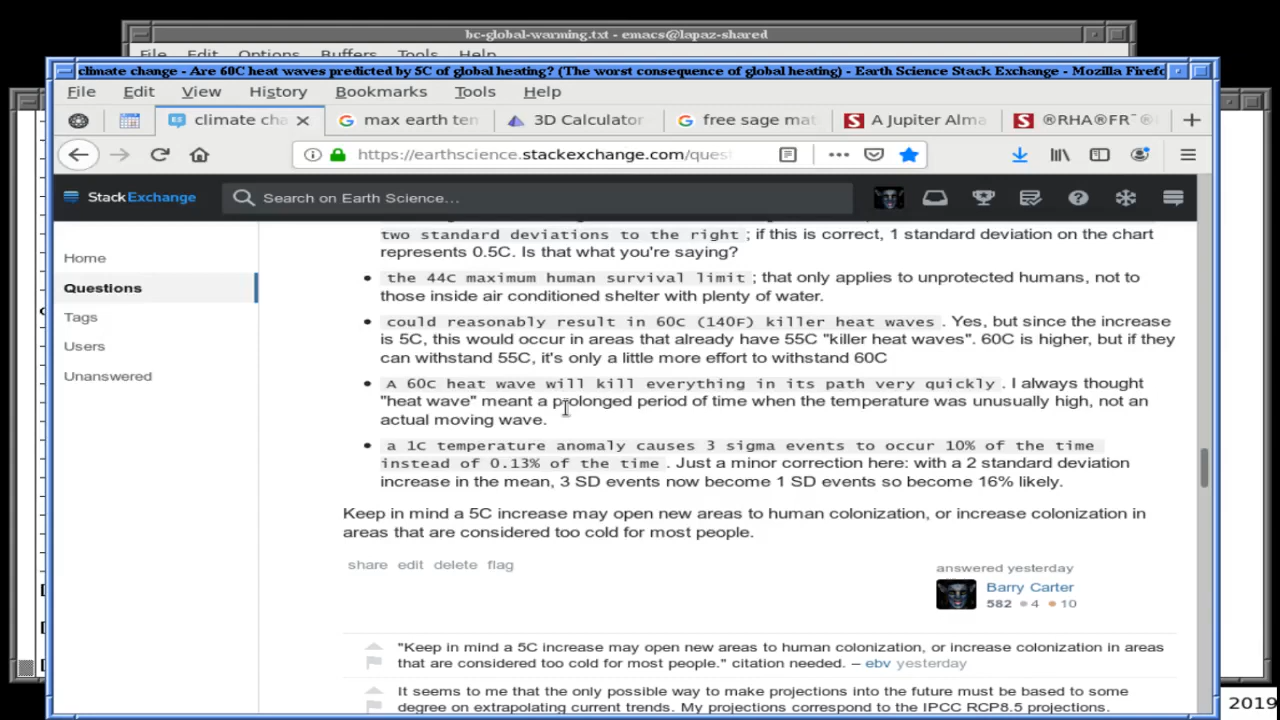 bc-global-warming.txt - emacs@lapaz-shared
File Edit Options Buffers Tools Help
climate change - Are 60C heat waves predicted by 5C of global heating? (The worst consequence of global heating) - Earth Science Stack Exchange - Mozilla Firefo
File Edit View History Bookmarks Tools Help
climate cha max earth ten 3D Calculator free sage mat A Jupiter Alma ®RHA®FR¯®
https://earthscience.stackexchange.com/ques
StackExchange Search on Earth Science...
Home
Questions
Tags
Users
Unanswered
two standard deviations to the right ; if this is correct, 1 standard deviation on the chart
represents 0.5C. Is that what you're saying?
• the 44C maximum human survival limit ; that only applies to unprotected humans, not to
those inside air conditioned shelter with plenty of water.
• could reasonably result in 60C (140F) killer heat waves . Yes, but since the increase
is 5C, this would occur in areas that already have 55C "killer heat waves". 60C is higher, but if they
can withstand 55C, it's only a little more effort to withstand 60C
• A 60C heat wave will kill everything in its path very quickly . I always thought
"heat wave" meant a prolonged period of time when the temperature was unusually high, not an
actual moving wave.
• a 1C temperature anomaly causes 3 sigma events to occur 10% of the time
instead of 0.13% of the time . Just a minor correction here: with a 2 standard deviation
increase in the mean, 3 SD events now become 1 SD events so become 16% likely.
Keep in mind a 5C increase may open new areas to human colonization, or increase colonization in
areas that are considered too cold for most people.
share edit delete flag
answered yesterday
Barry Carter
582 ●4 ●10
"Keep in mind a 5C increase may open new areas to human colonization, or increase colonization in areas
that are considered too cold for most people." citation needed. – ebv yesterday
It seems to me that the only possible way to make projections into the future must be based to some
degree on extrapolating current trends. My projections correspond to the IPCC RCP8.5 projections.
2019